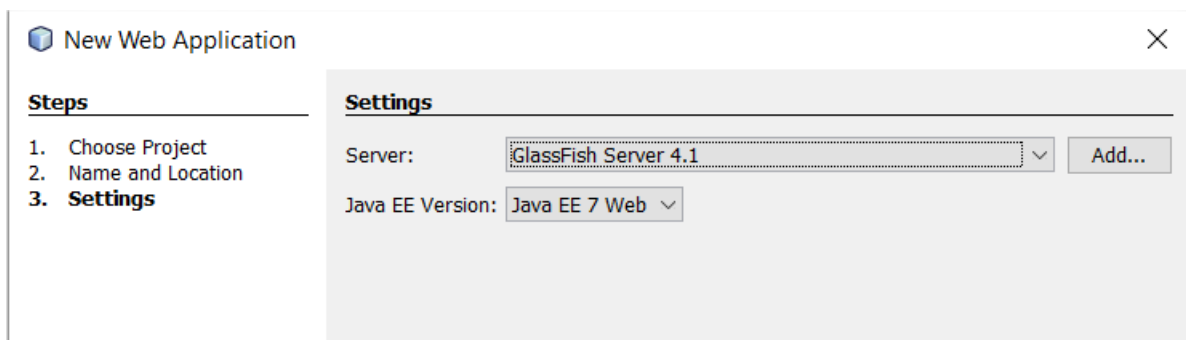 New Web Application
Steps
1. Choose Project
2. Name and Location
3. Settings
Settings
Server: GlassFish Server 4.1 Add...
Java EE Version: Java EE 7 Web